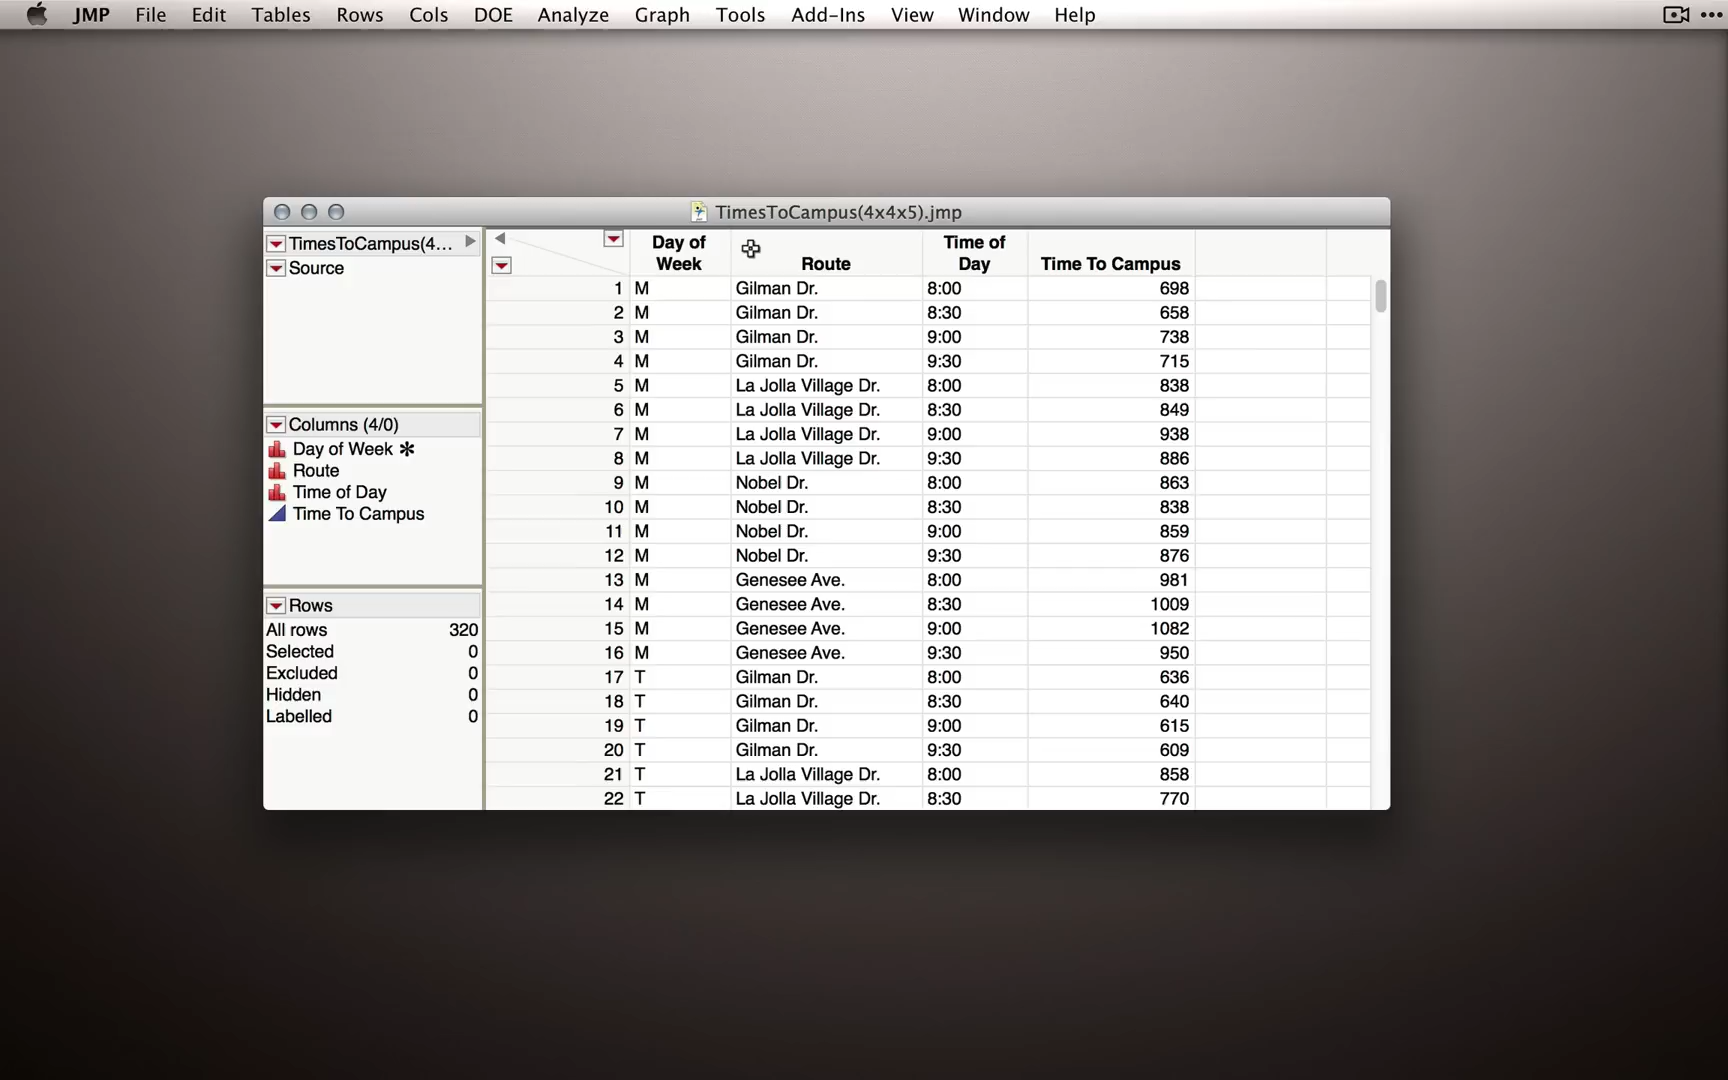 JMP File Edit Tables Rows Cols DOE Analyze Graph Tools Add-Ins View Window Help
TimesToCampus(4x4x5).jmp
TimesToCampus(4...
Source
Columns (4/0)
Day of Week ✻
Route
Time of Day
Time To Campus
Rows
All rows 320
Selected 0
Excluded 0
Hidden 0
Labelled 0
Day of Week Route Time of Day Time To Campus
1 M Gilman Dr. 8:00 698
2 M Gilman Dr. 8:30 658
3 M Gilman Dr. 9:00 738
4 M Gilman Dr. 9:30 715
5 M La Jolla Village Dr. 8:00 838
6 M La Jolla Village Dr. 8:30 849
7 M La Jolla Village Dr. 9:00 938
8 M La Jolla Village Dr. 9:30 886
9 M Nobel Dr. 8:00 863
10 M Nobel Dr. 8:30 838
11 M Nobel Dr. 9:00 859
12 M Nobel Dr. 9:30 876
13 M Genesee Ave. 8:00 981
14 M Genesee Ave. 8:30 1009
15 M Genesee Ave. 9:00 1082
16 M Genesee Ave. 9:30 950
17 T Gilman Dr. 8:00 636
18 T Gilman Dr. 8:30 640
19 T Gilman Dr. 9:00 615
20 T Gilman Dr. 9:30 609
21 T La Jolla Village Dr. 8:00 858
22 T La Jolla Village Dr. 8:30 770